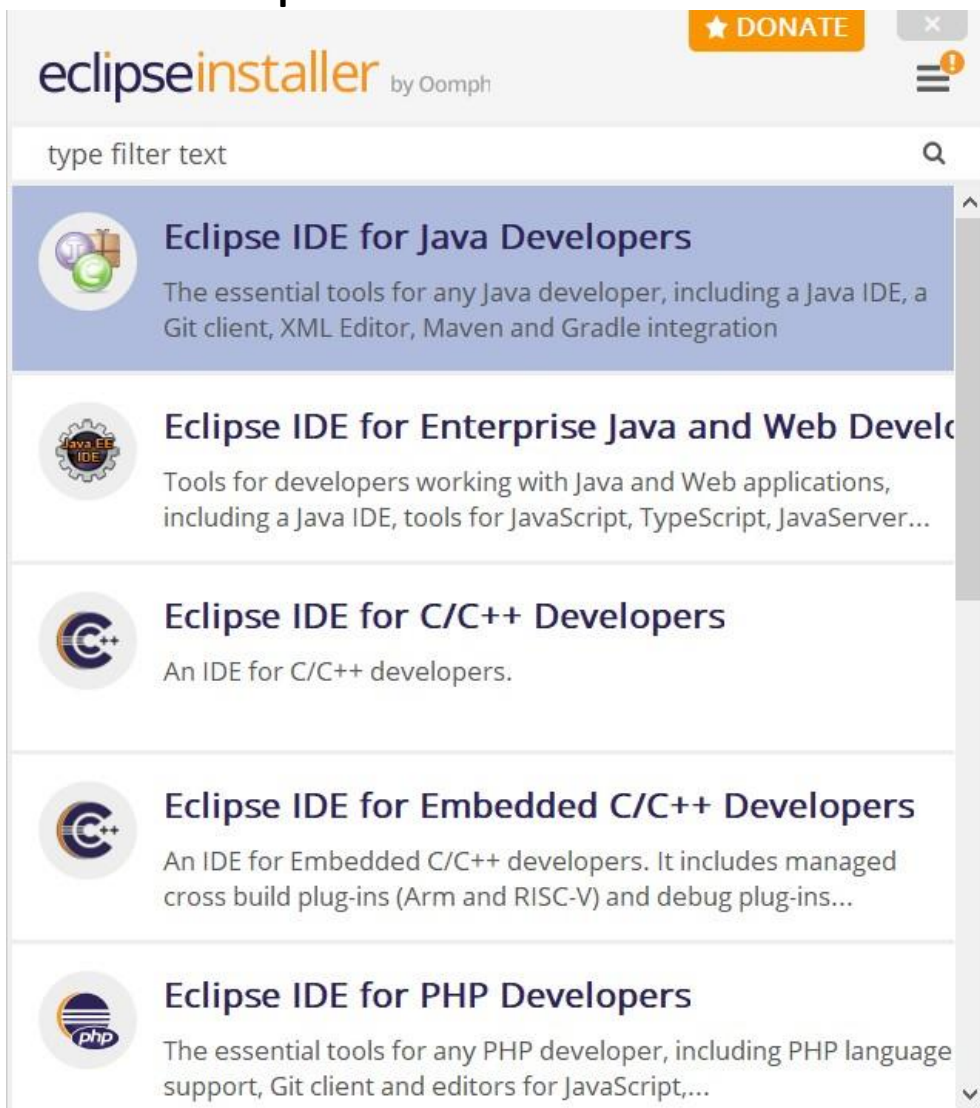 DONATE
eclipseinstaller by Oomph
type filter text
Eclipse IDE for Java Developers
The essential tools for any Java developer, including a Java IDE, a
Git client, XML Editor, Maven and Gradle integration
Java EE
IDE
Eclipse IDE for Enterprise Java and Web Develo
Tools for developers working with Java and Web applications,
including a Java IDE, tools for JavaScript, TypeScript, JavaServer...
C++
Eclipse IDE for C/C++ Developers
An IDE for C/C++ developers.
C++
Eclipse IDE for Embedded C/C++ Developers
An IDE for Embedded C/C++ developers. It includes managed
cross build plug-ins (Arm and RISC-V) and debug plug-ins...
php
Eclipse IDE for PHP Developers
The essential tools for any PHP developer, including PHP language
support, Git client and editors for JavaScript,...